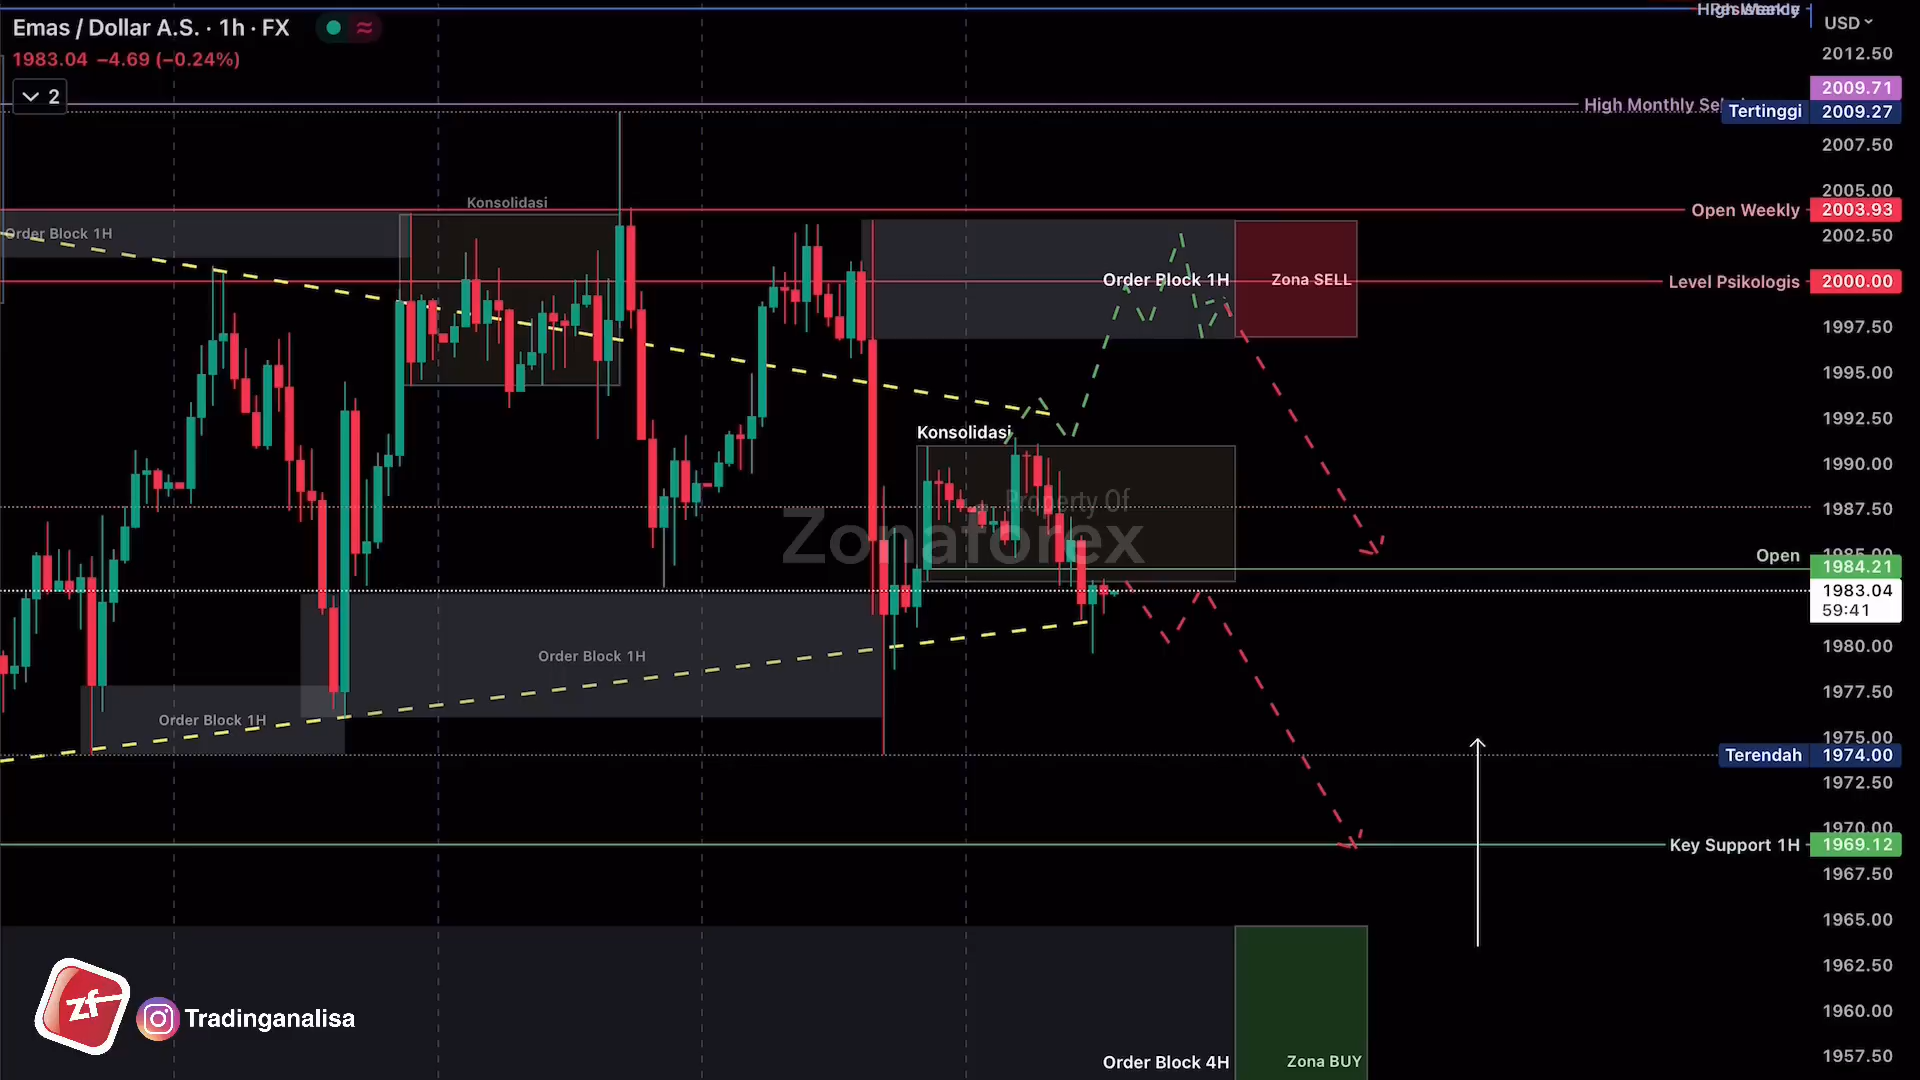 Emas / Dollar A.S. · 1h · FX
1983.04 −4.69 (−0.24%)
2
USD
2012.50
2009.71
High Monthly
Tertinggi 2009.27
2007.50
2005.00
Konsolidasi
Open Weekly 2003.93
Order Block 1H
2002.50
Order Block 1H
Zona SELL
Level Psikologis 2000.00
1997.50
1995.00
1992.50
Konsolidasi
1990.00
Property Of
Zonaforex
1987.50
1985.00
Open 1984.21
1983.04
59:41
1980.00
Order Block 1H
1977.50
Order Block 1H
1975.00
Terendah 1974.00
1972.50
1970.00
Key Support 1H 1969.12
1967.50
1965.00
1962.50
1960.00
1957.50
zf
Tradinganalisa
Order Block 4H
Zona BUY